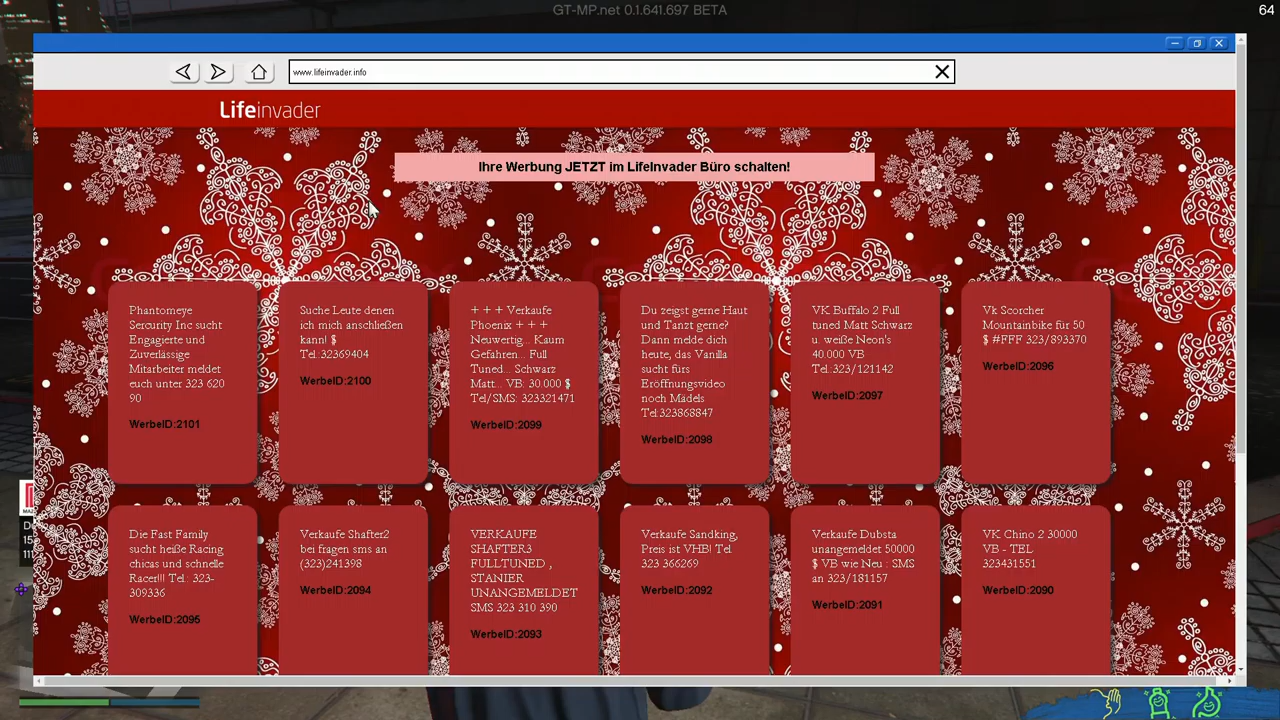 GT-MP.net 0.1.641.697 BETA
64
www.lifeinvader.info
Lifeinvader
Ihre Werbung JETZT im LifeInvader Büro schalten!
Phantomeye
Sercurity Inc sucht
Engagierte und
Zuverlässige
Mitarbeiter meldet
euch unter 323 620
90
WerbeID:2101
Suche Leute denen
ich mich anschließen
kann! $
Tel.:32369404
WerbeID:2100
+ + + Verkaufe
Phoenix + + +
Neuwertig... Kaum
Gefahren... Full
Tuned... Schwarz
Matt... VB: 30.000 $
Tel/SMS: 323321471
WerbeID:2099
Du zeigst gerne Haut
und Tanzt gerne?
Dann melde dich
heute, das Vanilla
sucht fürs
Eröffnungsvideo
noch Mädels
Tel:323868847
WerbeID:2098
VK Buffalo 2 Full
tuned Matt Schwarz
u. weiße Neon's
40.000 VB
Tel.:323/121142
WerbeID:2097
Vk Scorcher
Mountainbike für 50
$ #FFF 323/893370
WerbeID:2096
Die Fast Family
sucht heiße Racing
chicas und schnelle
Racer!!! Tel.: 323-
309336
WerbeID:2095
Verkaufe Shafter2
bei fragen sms an
(323)241398
WerbeID:2094
VERKAUFE
SHAFTER3
FULLTUNED ,
STANIER
UNANGEMELDET
SMS 323 310 390
WerbeID:2093
Verkaufe Sandking,
Preis ist VHB! Tel
323 366269
WerbeID:2092
Verkaufe Dubsta
unangemeldet 50000
$ VB wie Neu : SMS
an 323/181157
WerbeID:2091
VK Chino 2 30000
VB - TEL
323431551
WerbeID:2090